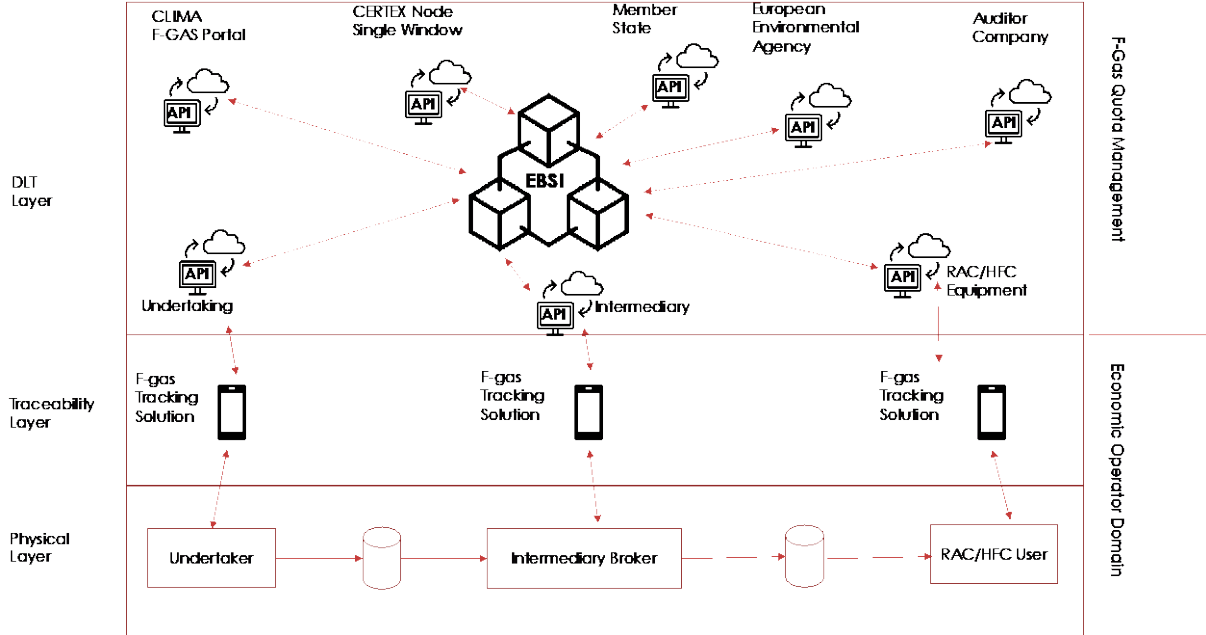 CLIMA
F-GAS Portal
CERTEX Node
Single Window
Member
State
European
Environmental
Agency
Auditor
Company
API
API
API
API
API
EBSI
DLT
Layer
F-Gas Quota Management
API
Undertaking
API
Intermediary
API
RAC/HFC
Equipment
Traceability
Layer
F-gas
Tracking
Solution
F-gas
Tracking
Solution
F-gas
Tracking
Solution
Economic Operator Domain
Physical
Layer
Undertaker
Intermediary Broker
RAC/HFC User